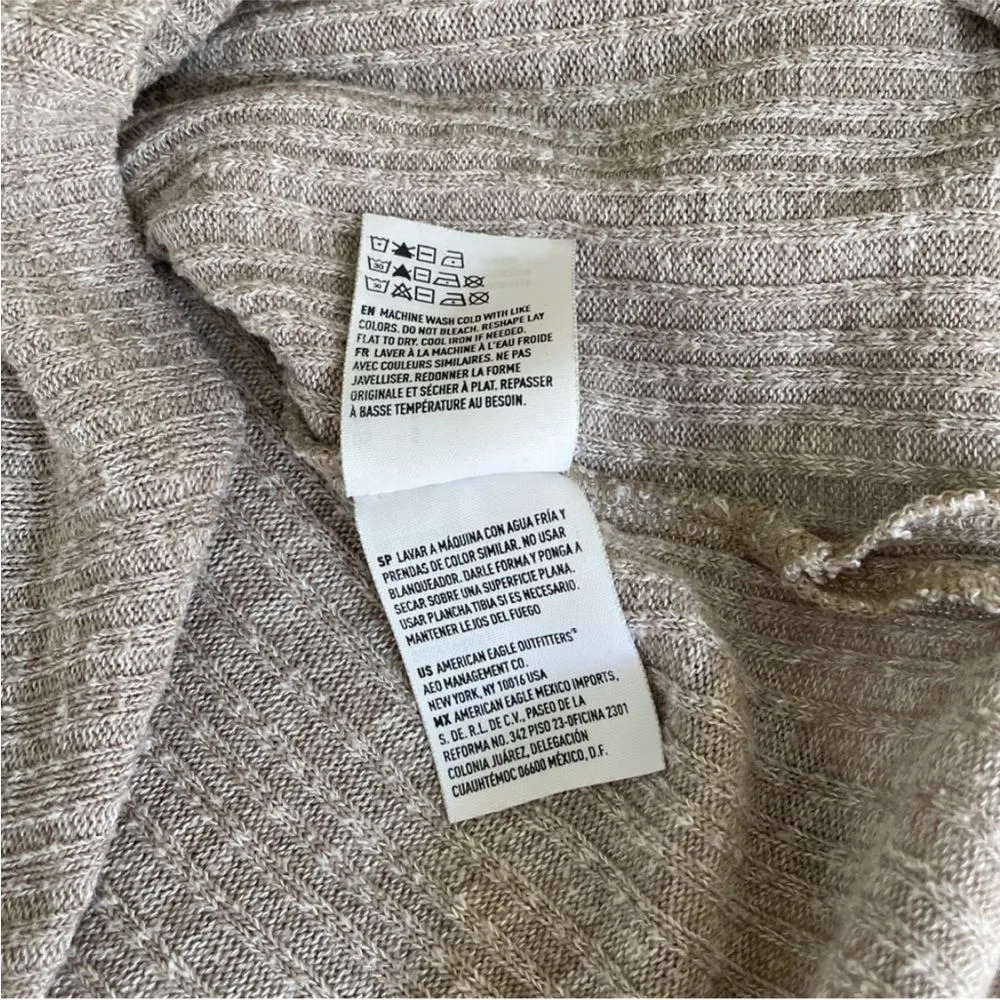 30
30
EN MACHINE WASH COLD WITH LIKE
COLORS. DO NOT BLEACH. RESHAPE LAY
FLAT TO DRY. COOL IRON IF NEEDED.
FR LAVER À LA MACHINE À L'EAU FROIDE
AVEC COULEURS SIMILAIRES. NE PAS
JAVELLISER. REDONNER LA FORME
ORIGINALE ET SÉCHER À PLAT. REPASSER
À BASSE TEMPÉRATURE AU BESOIN.
SP LAVAR A MÁQUINA CON AGUA FRÍA Y
PRENDAS DE COLOR SIMILAR. NO USAR
BLANQUEADOR. DARLE FORMA Y PONGA A
SECAR SOBRE UNA SUPERFICIE PLANA.
USAR PLANCHA TIBIA SI ES NECESARIO.
MANTENER LEJOS DEL FUEGO
US AMERICAN EAGLE OUTFITTERS®
AEO MANAGEMENT CO.
NEW YORK, NY 10016 USA
MX AMERICAN EAGLE MEXICO IMPORTS,
S. DE. R.L. DE C.V., PASEO DE LA
REFORMA NO. 342 PISO 23-OFICINA 2301
COLONIA JUÁREZ, DELEGACIÓN
CUAUHTÉMOC 06600 MÉXICO, D.F.